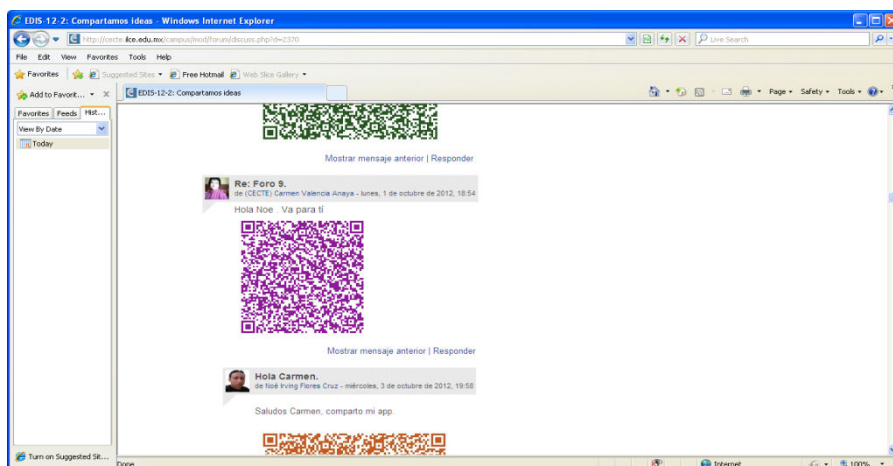 EDIS-12-2: Compartamos ideas - Windows Internet Explorer
http://cecte.ilce.edu.mx/campus/mod/forum/discuss.php?d=2370
Live Search
File Edit View Favorites Tools Help
Favorites Suggested Sites Free Hotmail Web Slice Gallery
Add to Favorit... X EDIS-12-2: Compartamos ideas Page Safety Tools
Favorites Feeds Hist...
View By Date
Today
Mostrar mensaje anterior | Responder
Re: Foro 9.
de (CECTE) Carmen Valencia Anaya - lunes, 1 de octubre de 2012, 18:54
Hola Noe . Va para tí
Mostrar mensaje anterior | Responder
Hola Carmen.
de Noé Irving Flores Cruz - miércoles, 3 de octubre de 2012, 19:58
Saludos Carmen, comparto mi app.
Turn on Suggested Sit...
Done
Internet
100%